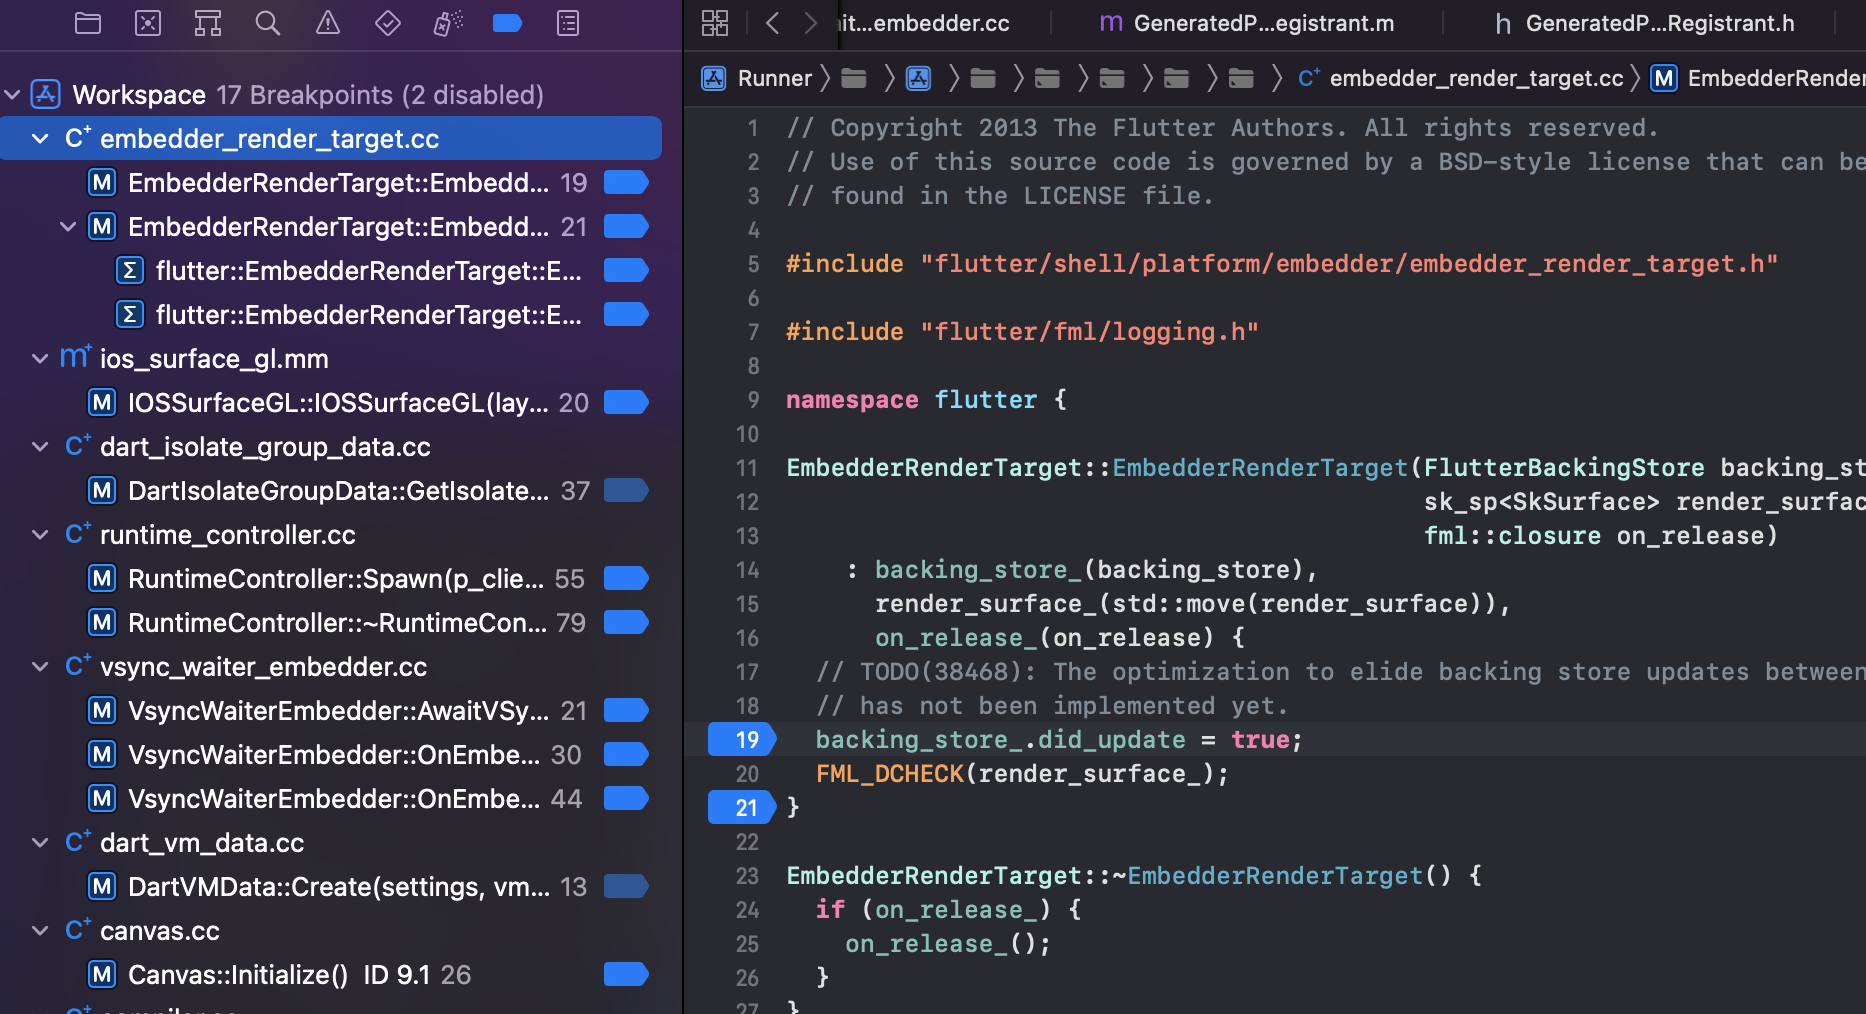 it...embedder.cc
m GeneratedP...egistrant.m
h GeneratedP...Registrant.h
Runner
C+ embedder_render_target.cc
M EmbedderRender
Workspace 17 Breakpoints (2 disabled)
C+ embedder_render_target.cc
M EmbedderRenderTarget::Embedd... 19
M EmbedderRenderTarget::Embedd... 21
Σ flutter::EmbedderRenderTarget::E...
Σ flutter::EmbedderRenderTarget::E...
m+ ios_surface_gl.mm
M IOSSurfaceGL::IOSSurfaceGL(lay... 20
C+ dart_isolate_group_data.cc
M DartIsolateGroupData::GetIsolate... 37
C+ runtime_controller.cc
M RuntimeController::Spawn(p_clie... 55
M RuntimeController::~RuntimeCon... 79
C+ vsync_waiter_embedder.cc
M VsyncWaiterEmbedder::AwaitVSy... 21
M VsyncWaiterEmbedder::OnEmbe... 30
M VsyncWaiterEmbedder::OnEmbe... 44
C+ dart_vm_data.cc
M DartVMData::Create(settings, vm... 13
C+ canvas.cc
M Canvas::Initialize() ID 9.1 26
1 // Copyright 2013 The Flutter Authors. All rights reserved.
2 // Use of this source code is governed by a BSD-style license that can be
3 // found in the LICENSE file.
4
5 #include "flutter/shell/platform/embedder/embedder_render_target.h"
6
7 #include "flutter/fml/logging.h"
8
9 namespace flutter {
10
11 EmbedderRenderTarget::EmbedderRenderTarget(FlutterBackingStore backing_st
12 sk_sp<SkSurface> render_surfac
13 fml::closure on_release)
14 : backing_store_(backing_store),
15 render_surface_(std::move(render_surface)),
16 on_release_(on_release) {
17 // TODO(38468): The optimization to elide backing store updates between
18 // has not been implemented yet.
19 backing_store_.did_update = true;
20 FML_DCHECK(render_surface_);
21 }
22
23 EmbedderRenderTarget::~EmbedderRenderTarget() {
24 if (on_release_) {
25 on_release_();
26 }
27 }